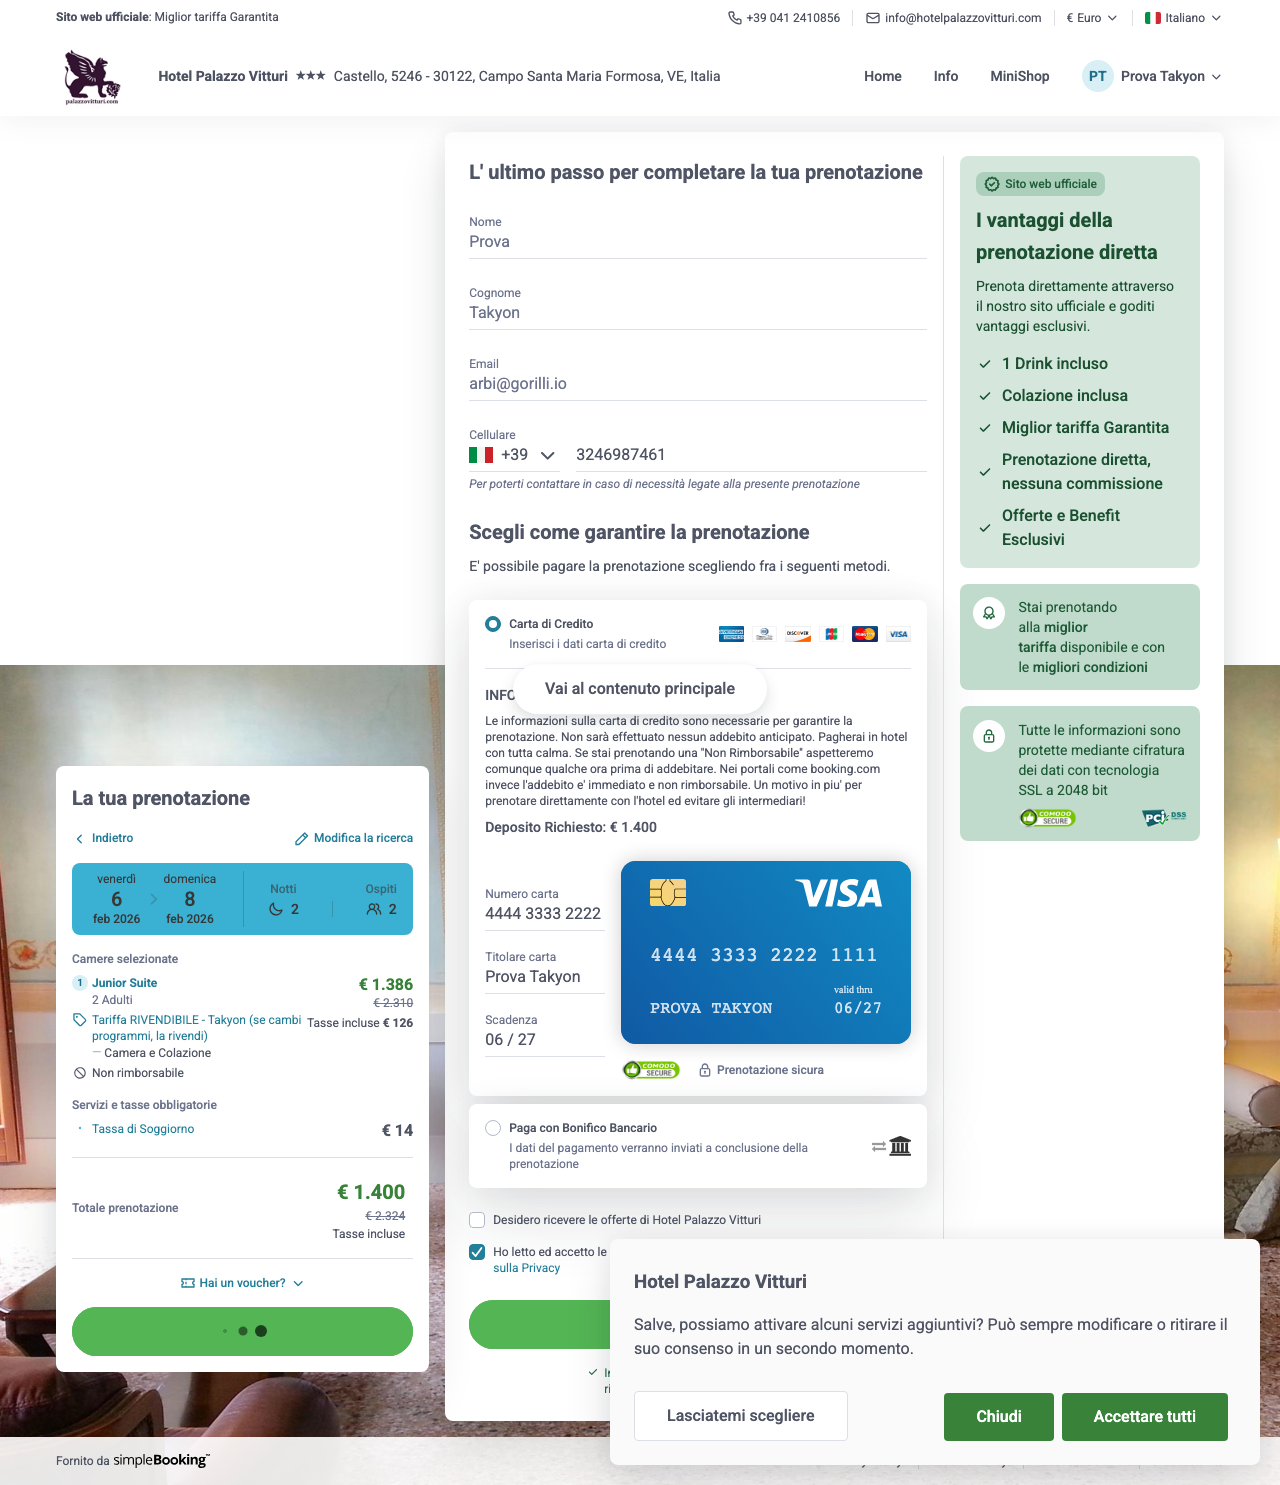 Sito web ufficiale: Miglior tariffa Garantita
+39 041 2410856
info@hotelpalazzovitturi.com
€ Euro
Italiano
palazzovitturi.com
Hotel Palazzo Vitturi ★★★ Castello, 5246 - 30122, Campo Santa Maria Formosa, VE, Italia
Home
Info
MiniShop
PT Prova Takyon
La tua prenotazione
Indietro
Modifica la ricerca
venerdì
6
feb 2026
domenica
8
feb 2026
Notti
2
Ospiti
2
Camere selezionate
1 Junior Suite
€ 1.386
2 Adulti
€ 2.310
Tariffa RIVENDIBILE - Takyon (se cambi
programmi, la rivendi)
Tasse incluse € 126
Camera e Colazione
Non rimborsabile
Servizi e tasse obbligatorie
Tassa di Soggiorno
€ 14
Totale prenotazione
€ 1.400
€ 2.324
Tasse incluse
Hai un voucher?
L' ultimo passo per completare la tua prenotazione
Nome
Prova
Cognome
Takyon
Email
arbi@gorilli.io
Cellulare
+39
3246987461
Per poterti contattare in caso di necessità legate alla presente prenotazione
Scegli come garantire la prenotazione
E' possibile pagare la prenotazione scegliendo fra i seguenti metodi.
Carta di Credito
Inserisci i dati carta di credito
DISCOVER
VISA
Vai al contenuto principale
Le informazioni sulla carta di credito sono necessarie per garantire la
prenotazione. Non sarà effettuato nessun addebito anticipato. Pagherai in hotel
con tutta calma. Se stai prenotando una "Non Rimborsabile" aspetteremo
comunque qualche ora prima di addebitare. Nei portali come booking.com
invece l'addebito e' immediato e non rimborsabile. Un motivo in piu' per
prenotare direttamente con l'hotel ed evitare gli intermediari!
Deposito Richiesto: € 1.400
Numero carta
4444 3333 2222
Titolare carta
Prova Takyon
Scadenza
06 / 27
VISA
4444 3333 2222 1111
valid thru
PROVA TAKYON
06/27
COMODO
SECURE
Prenotazione sicura
Paga con Bonifico Bancario
I dati del pagamento verranno inviati a conclusione della
prenotazione
Desidero ricevere le offerte di Hotel Palazzo Vitturi
Ho letto ed accetto le
sulla Privacy
Sito web ufficiale
I vantaggi della
prenotazione diretta
Prenota direttamente attraverso
il nostro sito ufficiale e goditi
vantaggi esclusivi.
1 Drink incluso
Colazione inclusa
Miglior tariffa Garantita
Prenotazione diretta,
nessuna commissione
Offerte e Benefit
Esclusivi
Stai prenotando
alla miglior
tariffa disponibile e con
le migliori condizioni
Tutte le informazioni sono
protette mediante cifratura
dei dati con tecnologia
SSL a 2048 bit
COMODO
SECURE
PCI DSS
Hotel Palazzo Vitturi
Salve, possiamo attivare alcuni servizi aggiuntivi? Può sempre modificare o ritirare il
suo consenso in un secondo momento.
Lasciatemi scegliere
Chiudi
Accettare tutti
Fornito da simpleBooking